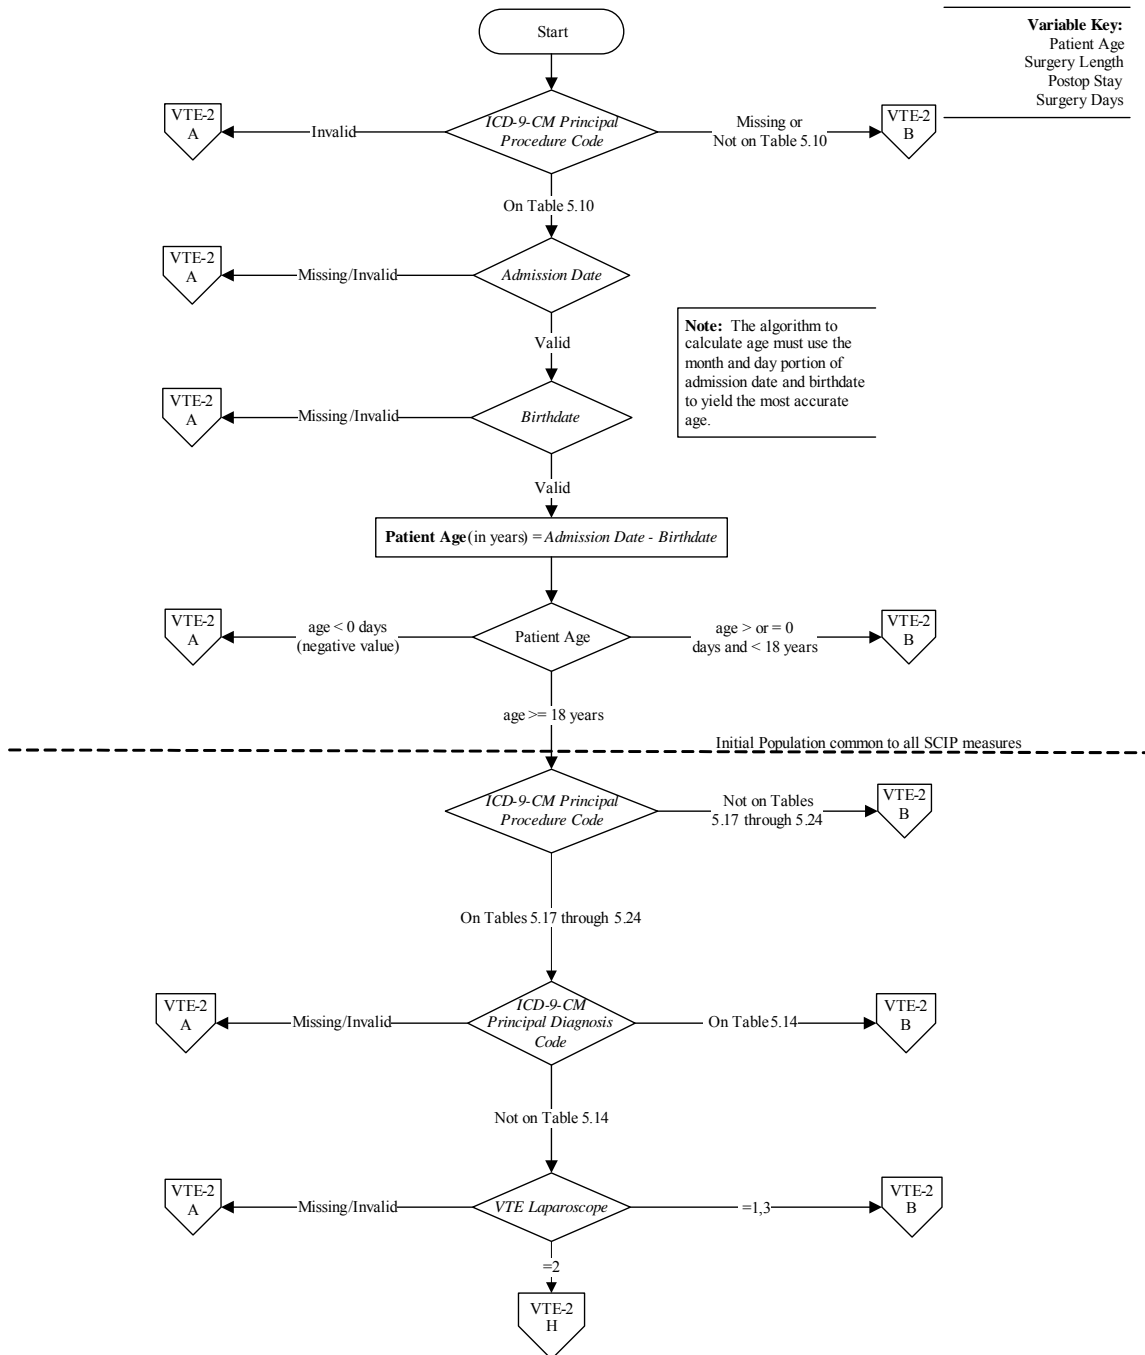 Start
Variable Key:
Patient Age
Surgery Length
Postop Stay
Surgery Days
VTE-2
A
Invalid
ICD-9-CM Principal
Procedure Code
Missing or
Not on Table 5.10
VTE-2
B
On Table 5.10
VTE-2
A
Missing/Invalid
Admission Date
Valid
Note: The algorithm to
calculate age must use the
month and day portion of
admission date and birthdate
to yield the most accurate
age.
VTE-2
A
Missing/Invalid
Birthdate
Valid
Patient Age (in years) = Admission Date - Birthdate
VTE-2
A
age < 0 days
(negative value)
Patient Age
age > or = 0
days and < 18 years
VTE-2
B
age >= 18 years
Initial Population common to all SCIP measures
ICD-9-CM Principal
Procedure Code
Not on Tables
5.17 through 5.24
VTE-2
B
On Tables 5.17 through 5.24
VTE-2
A
Missing/Invalid
ICD-9-CM
Principal Diagnosis
Code
On Table 5.14
VTE-2
B
Not on Table 5.14
VTE-2
A
Missing/Invalid
VTE Laparoscope
=1,3
VTE-2
B
=2
VTE-2
H